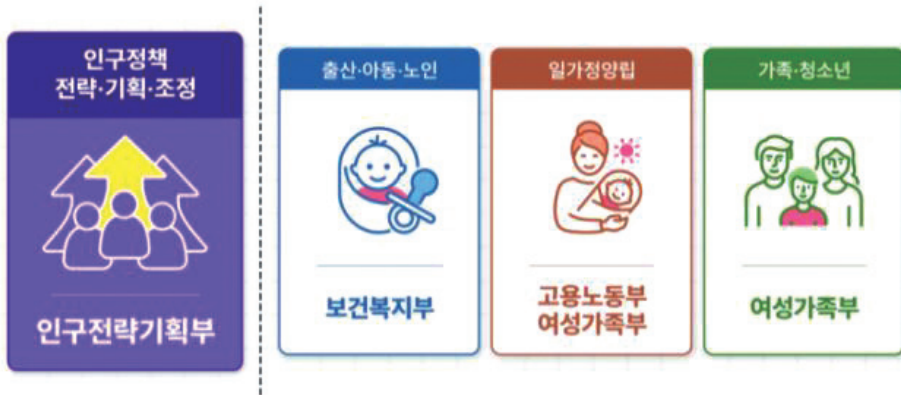 인구정책
전략·기획·조정
인구전략기획부
출산·아동·노인
보건복지부
일가정양립
고용노동부
여성가족부
가족·청소년
여성가족부